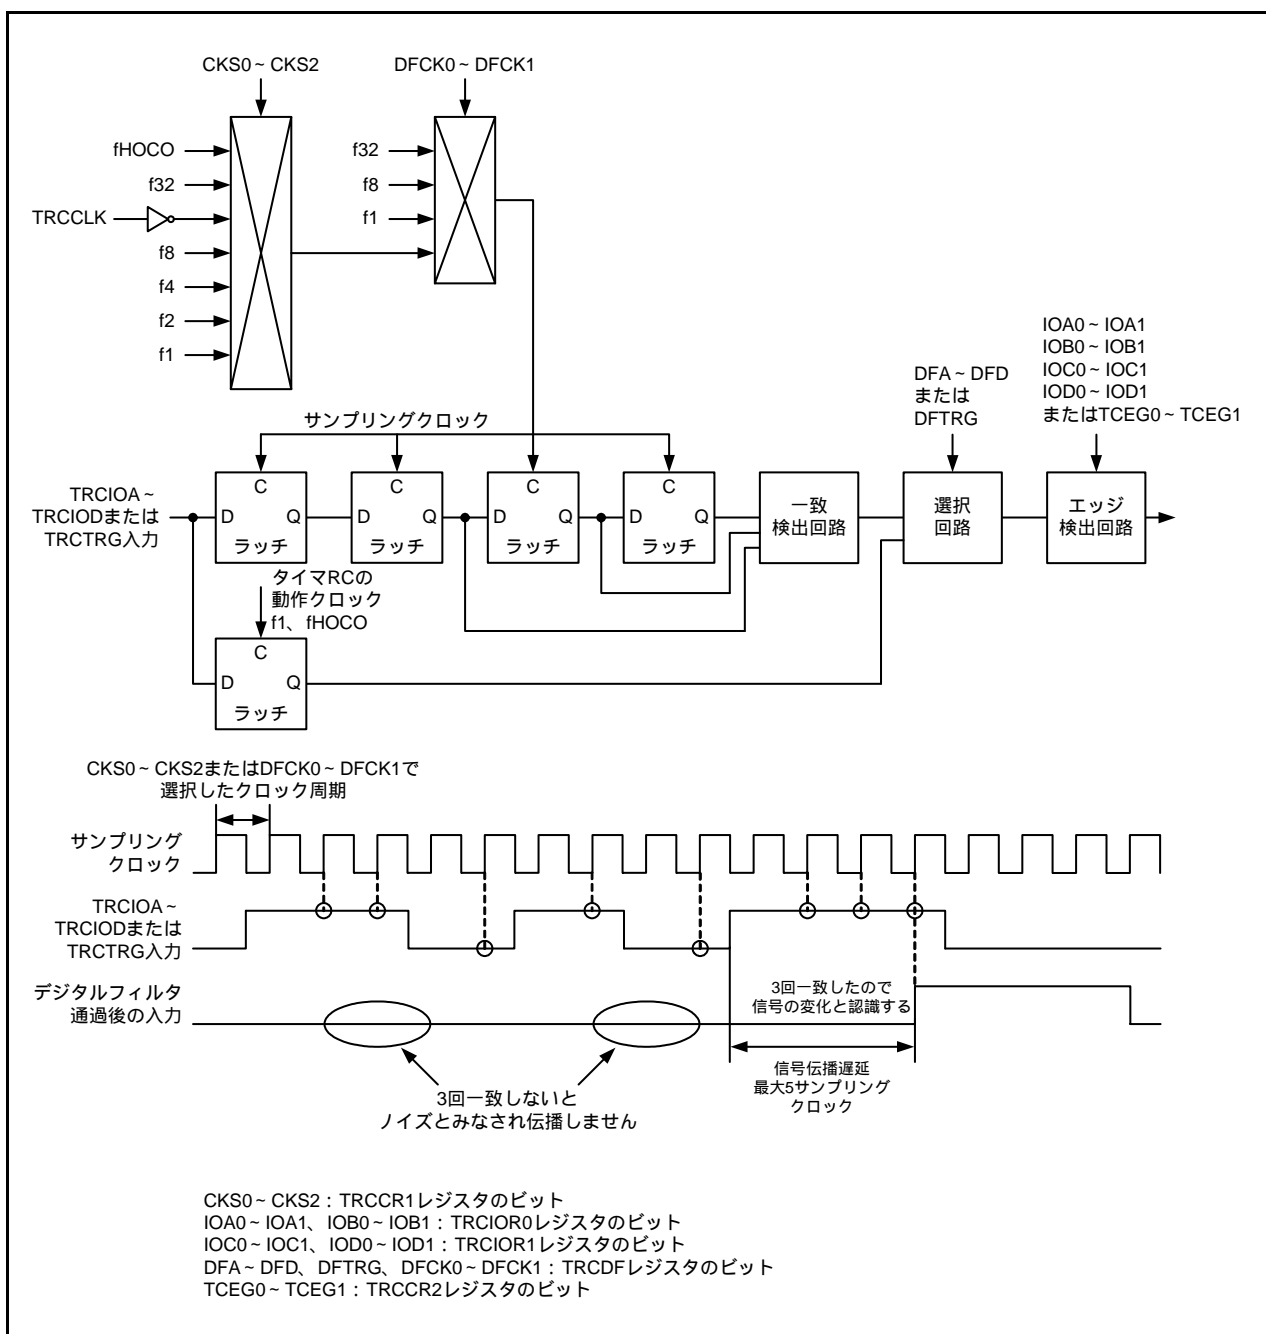 CKS0～CKS2
DFCK0～DFCK1
fHOCO
f32
TRCCLK
f8
f4
f2
f1
f32
f8
f1
サンプリングクロック
DFA～DFD
または
DFTRG
IOA0～IOA1
IOB0～IOB1
IOC0～IOC1
IOD0～IOD1
またはTCEG0～TCEG1
TRCIOA～
TRCIODまたは
TRCTRG入力
C
D Q
ラッチ
C
D Q
ラッチ
C
D Q
ラッチ
C
D Q
ラッチ
一致
検出回路
選択
回路
エッジ
検出回路
タイマRCの
動作クロック
f1、fHOCO
C
D Q
ラッチ
CKS0～CKS2またはDFCK0～DFCK1で
選択したクロック周期
サンプリング
クロック
TRCIOA～
TRCIODまたは
TRCTRG入力
デジタルフィルタ
通過後の入力
3回一致したので
信号の変化と認識する
3回一致しないと
ノイズとみなされ伝播しません
信号伝播遅延
最大5サンプリング
クロック
CKS0～CKS2：TRCCR1レジスタのビット
IOA0～IOA1、IOB0～IOB1：TRCIOR0レジスタのビット
IOC0～IOC1、IOD0～IOD1：TRCIOR1レジスタのビット
DFA～DFD、DFTRG、DFCK0～DFCK1：TRCDFレジスタのビット
TCEG0～TCEG1：TRCCR2レジスタのビット